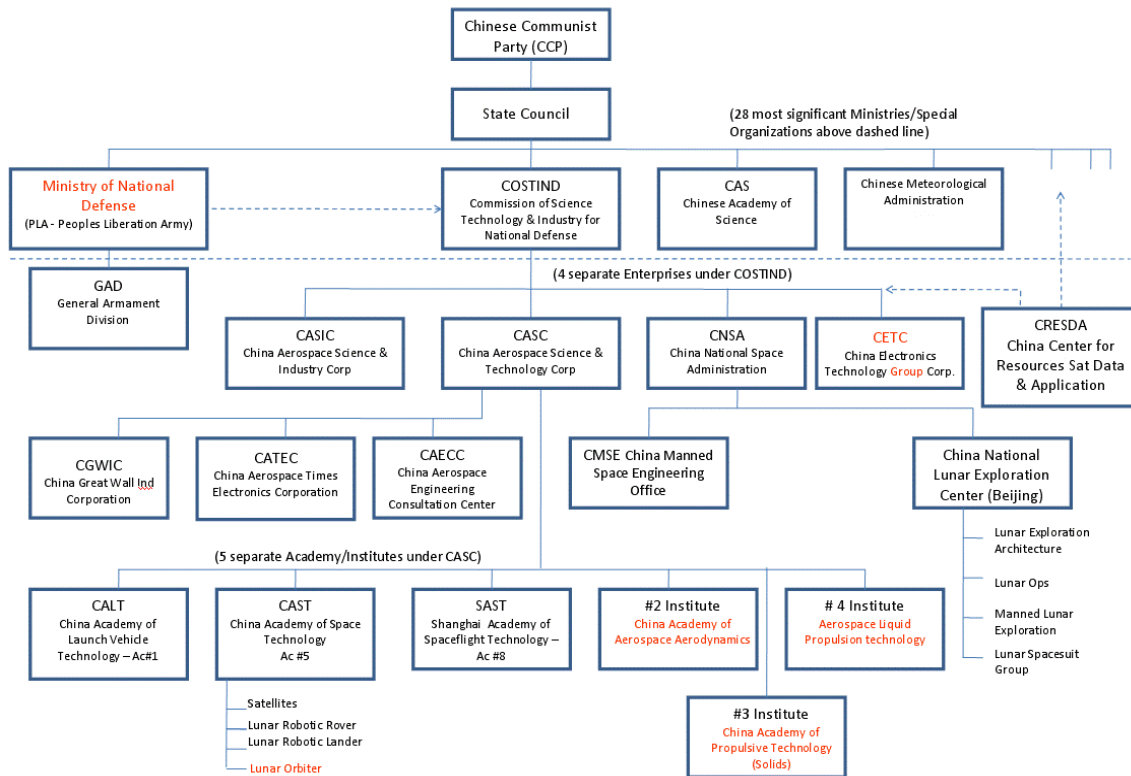 Chinese Communist
Party (CCP)
State Council
(28 most significant Ministries/Special
Organizations above dashed line)
Ministry of National
Defense
(PLA - Peoples Liberation Army)
COSTIND
Commission of Science
Technology & Industry for
National Defense
CAS
Chinese Academy of
Science
Chinese Meteorological
Administration
GAD
General Armament
Division
(4 separate Enterprises under COSTIND)
CASIC
China Aerospace Science &
Industry Corp
CASC
China Aerospace Science &
Technology Corp
CNSA
China National Space
Administration
CETC
China Electronics
Technology Group Corp.
CRESDA
China Center for
Resources Sat Data
& Application
CGWIC
China Great Wall Ind
Corporation
CATEC
China Aerospace Times
Electronics Corporation
CAECC
China Aerospace
Engineering
Consultation Center
CMSE China Manned
Space Engineering
Office
China National
Lunar Exploration
Center (Beijing)
Lunar Exploration
Architecture
Lunar Ops
Manned Lunar
Exploration
Lunar Spacesuit
Group
(5 separate Academy/Institutes under CASC)
CALT
China Academy of
Launch Vehicle
Technology – Ac#1
CAST
China Academy of Space
Technology
Ac #5
SAST
Shanghai Academy of
Spaceflight Technology –
Ac #8
#2 Institute
China Academy of
Aerospace Aerodynamics
# 4 Institute
Aerospace Liquid
Propulsion technology
#3 Institute
China Academy of
Propulsive Technology
(Solids)
Satellites
Lunar Robotic Rover
Lunar Robotic Lander
Lunar Orbiter